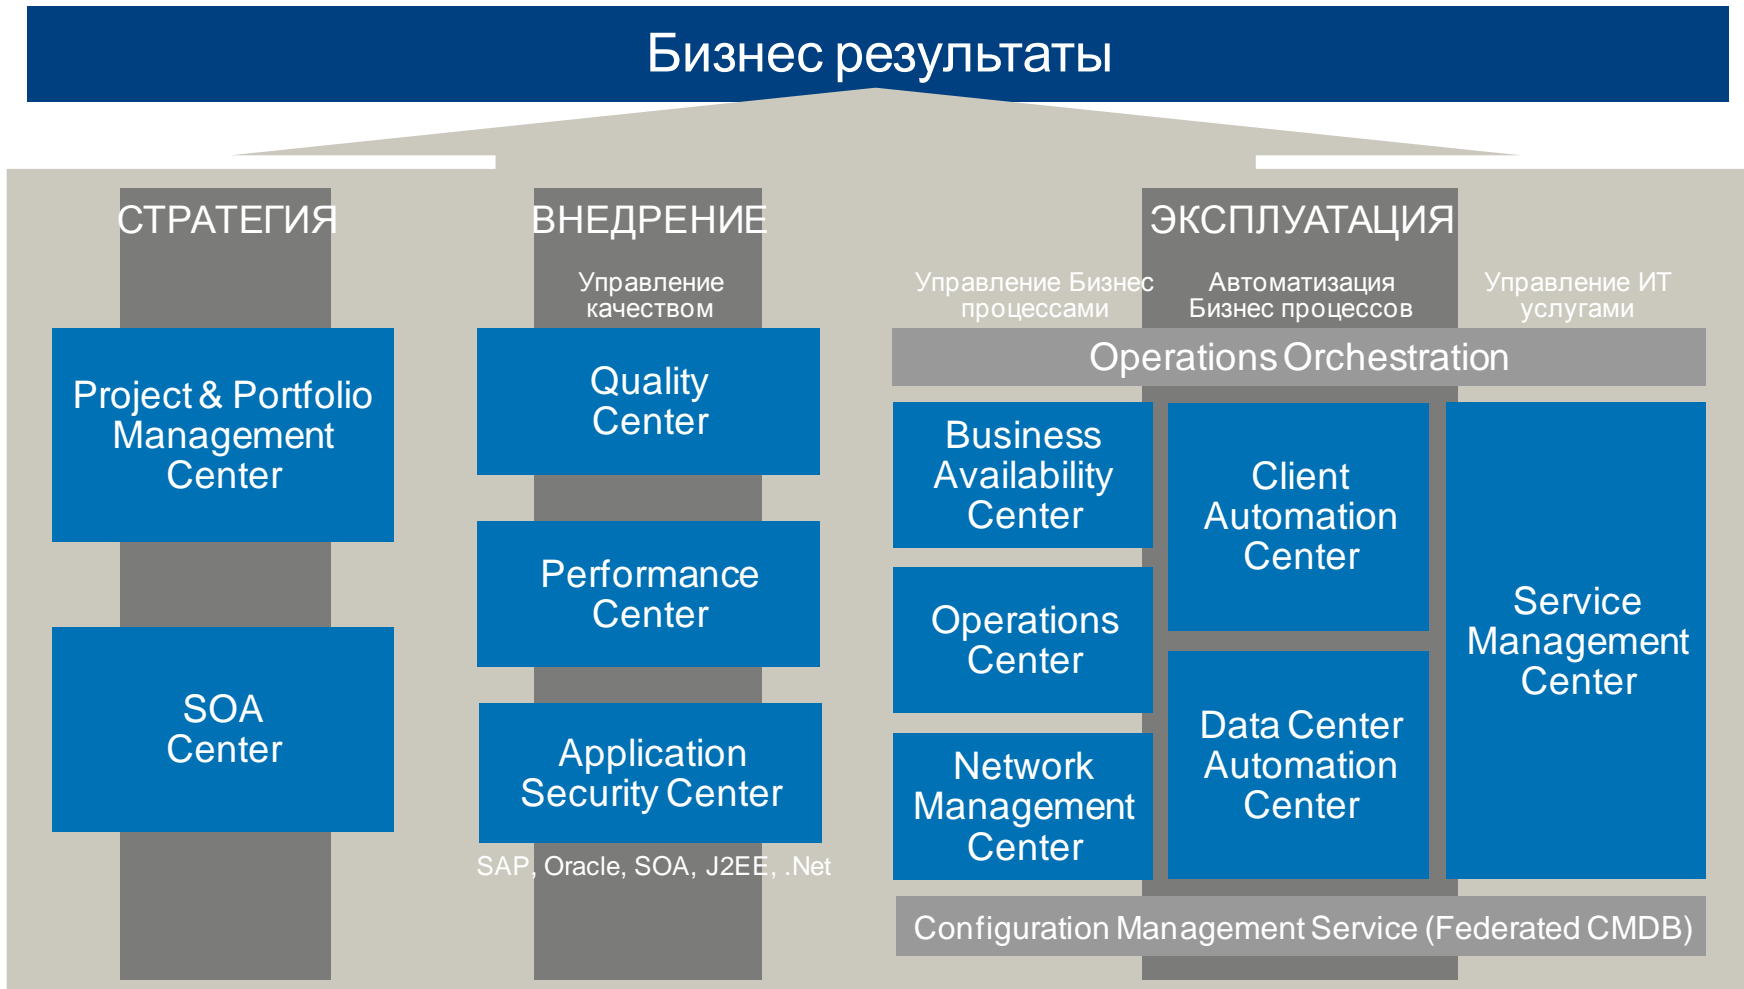 Бизнес результаты
СТРАТЕГИЯ
Project & Portfolio
Management
Center
SOA
Center
ВНЕДРЕНИЕ
Управление
качеством
Quality
Center
Performance
Center
Application
Security Center
SAP, Oracle, SOA, J2EE, .Net
ЭКСПЛУАТАЦИЯ
Управление Бизнес
процессами
Автоматизация
Бизнес процессов
Управление ИТ
услугами
Operations Orchestration
Business
Availability
Center
Operations
Center
Network
Management
Center
Client
Automation
Center
Data Center
Automation
Center
Service
Management
Center
Configuration Management Service (Federated CMDB)